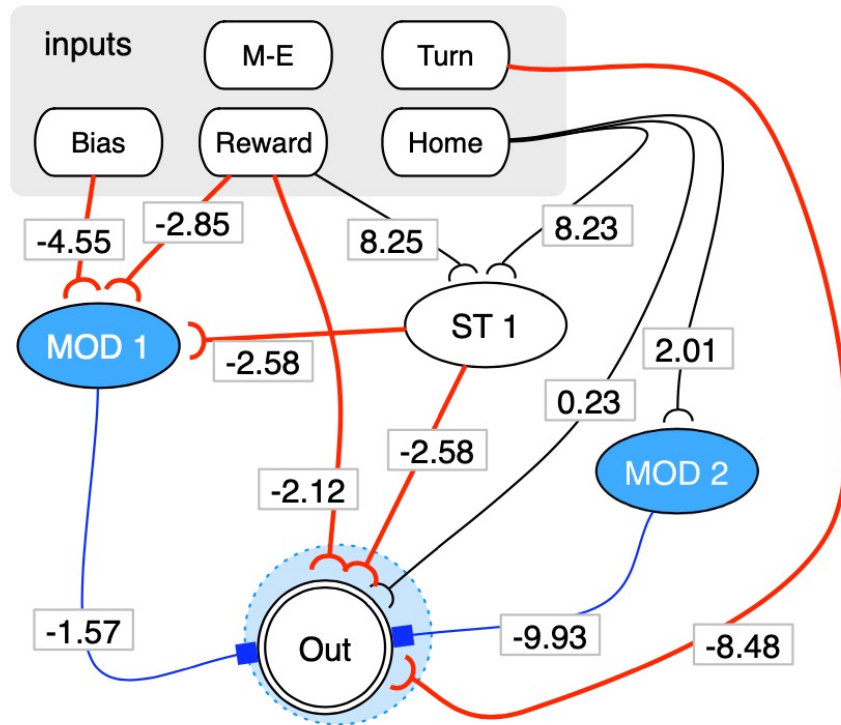 inputs
M-E
Turn
Bias
Reward
Home
-4.55
-2.85
8.25
8.23
MOD 1
ST 1
-2.58
2.01
0.23
-2.58
MOD 2
-2.12
-1.57
-9.93
-8.48
Out